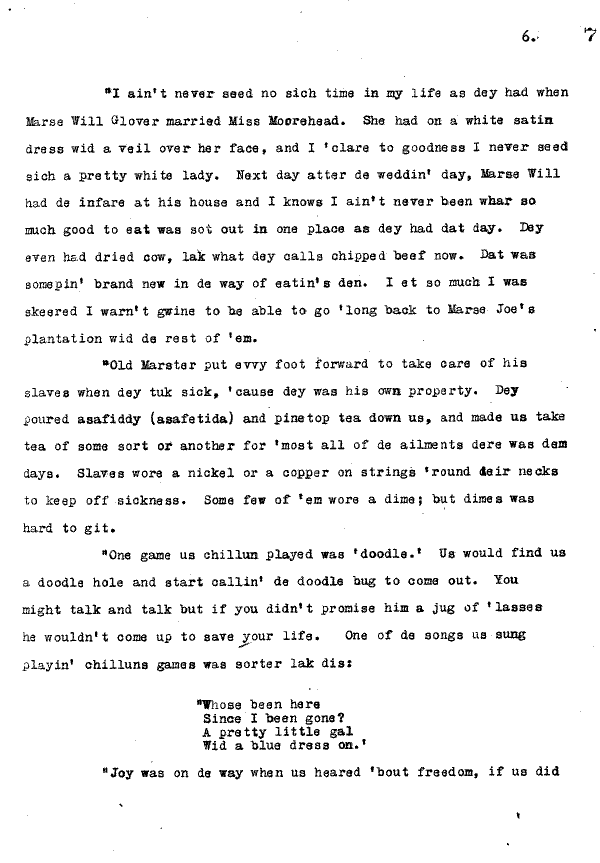 6. 7
"I ain't never seed no sich time in my life as dey had when
Marse Will Glover married Miss Moorehead. She had on a white satin
dress wid a veil over her face, and I 'clare to goodness I never seed
sich a pretty white lady. Next day atter de weddin' day, Marse Will
had de infare at his house and I knows I ain't never been whar so
much good to eat was sot out in one place as dey had dat day. Dey
even had dried cow, lak what dey calls chipped beef now. Dat was
somepin' brand new in de way of eatin's den. I et so much I was
skeered I warn't gwine to be able to go 'long back to Marse Joe's
plantation wid de rest of 'em.
"Old Marster put evvy foot forward to take care of his
slaves when dey tuk sick, 'cause dey was his own property. Dey
poured asafiddy (asafetida) and pinetop tea down us, and made us take
tea of some sort or another for 'most all of de ailments dere was dem
days. Slaves wore a nickel or a copper on strings 'round deir necks
to keep off sickness. Some few of 'em wore a dime; but dimes was
hard to git.
"One game us chillun played was 'doodle.' Us would find us
a doodle hole and start callin' de doodle bug to come out. You
might talk and talk but if you didn't promise him a jug of 'lasses
he wouldn't come up to save your life. One of de songs us sung
playin' chilluns games was sorter lak dis:
"Whose been here
Since I been gone?
A pretty little gal
Wid a blue dress on.'
"Joy was on de way when us heared 'bout freedom, if us did